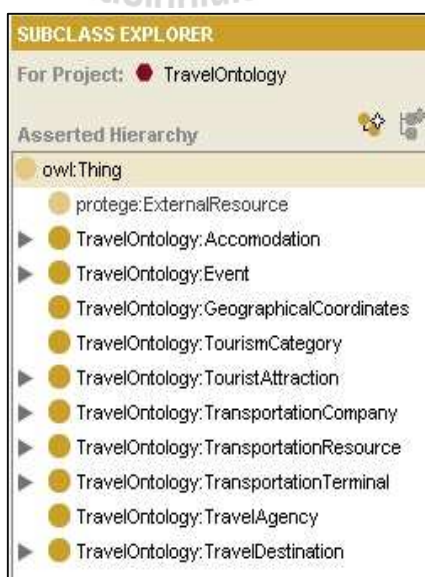 SUBCLASS EXPLORER
For Project: TravelOntology
Asserted Hierarchy
owl:Thing
protege:ExternalResource
TravelOntology:Accomodation
TravelOntology:Event
TravelOntology:GeographicalCoordinates
TravelOntology:TourismCategory
TravelOntology:TouristAttraction
TravelOntology:TransportationCompany
TravelOntology:TransportationResource
TravelOntology:TransportationTerminal
TravelOntology:TravelAgency
TravelOntology:TravelDestination